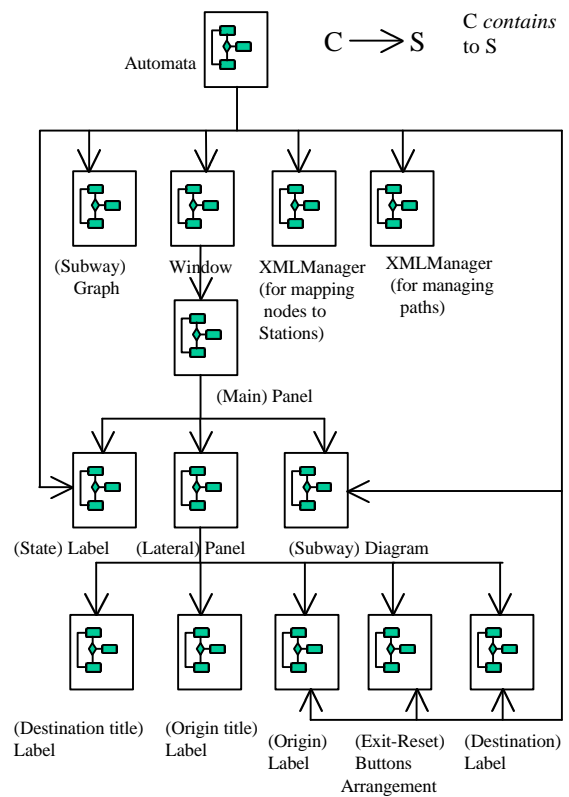 Automata
C S
C contains
to S
(Subway)
Graph
Window
XMLManager
(for mapping
nodes to
Stations)
XMLManager
(for managing
paths)
(Main) Panel
(State) Label
(Lateral) Panel
(Subway) Diagram
(Destination title)
Label
(Origin title)
Label
(Origin)
Label
(Exit-Reset)
Buttons
Arrangement
(Destination)
Label